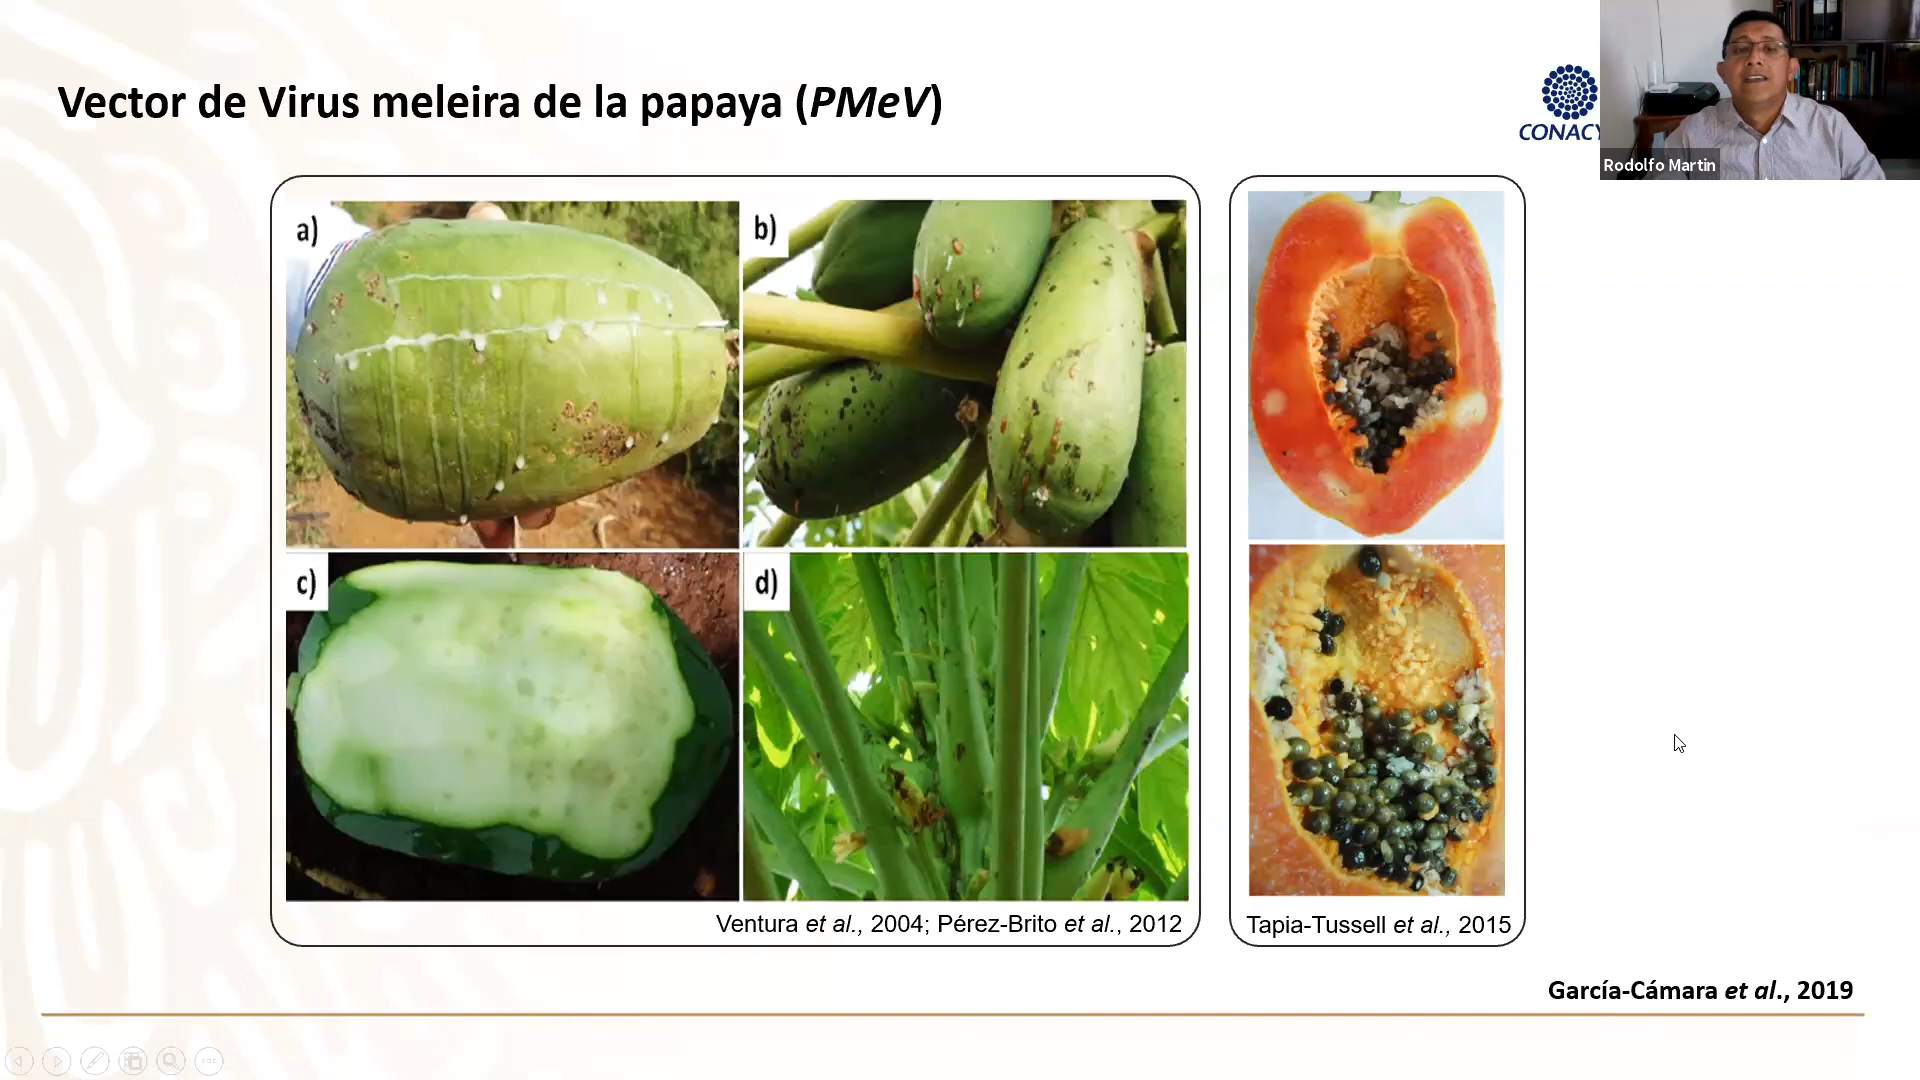 Vector de Virus meleira de la papaya (PMeV)
CONACY
Rodolfo Martin
a)
b)
c)
d)
Ventura et al., 2004; Pérez-Brito et al., 2012
Tapia-Tussell et al., 2015
García-Cámara et al., 2019